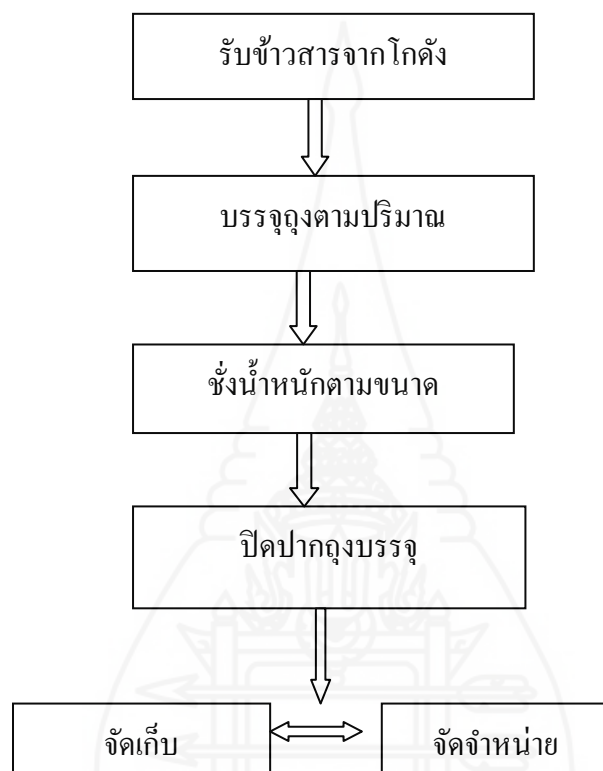 รับข้าวสารจากโกดัง
บรรจุถุงตามปริมาณ
ชั่งน้ำหนักตามขนาด
ปิดปากถุงบรรจุ
จัดเก็บ
จัดจำหน่าย